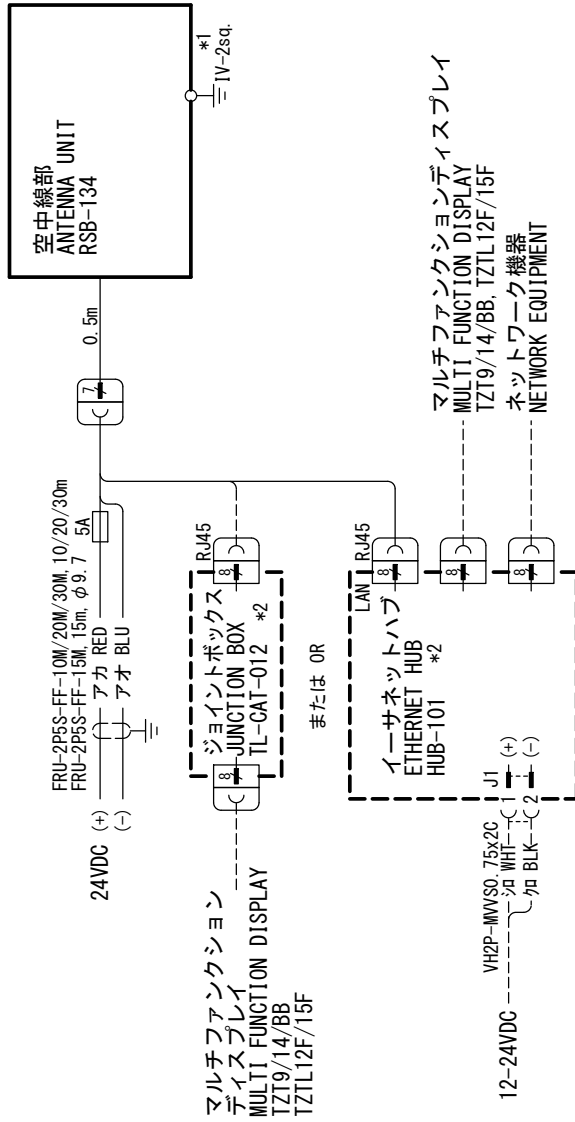 空中線部
ANTENNA UNIT
RSB-134
*1
IV-2sq.
0.5m
7
FRU-2P5S-FF-10M/20M/30M, 10/20/30m
FRU-2P5S-FF-15M, 15m, φ9.7
5A
24VDC
(+)
アカ RED
(-)
アオ BLU
RJ45
8
ジョイントボックス
JUNCTION BOX
TL-CAT-012
*2
8
マルチファンクション
ディスプレイ
MULTI FUNCTION DISPLAY
TZT9/14/BB
TZTL12F/15F
または OR
LAN
RJ45
8
8
8
イーサネットハブ
ETHERNET HUB
HUB-101
*2
マルチファンクションディスプレイ
MULTI FUNCTION DISPLAY
TZT9/14/BB, TZTL12F/15F
ネットワーク機器
NETWORK EQUIPMENT
J1
1
(+)
2
(-)
VH2P-MVVS0.75x2C
シロ WHT
クロ BLK
12-24VDC